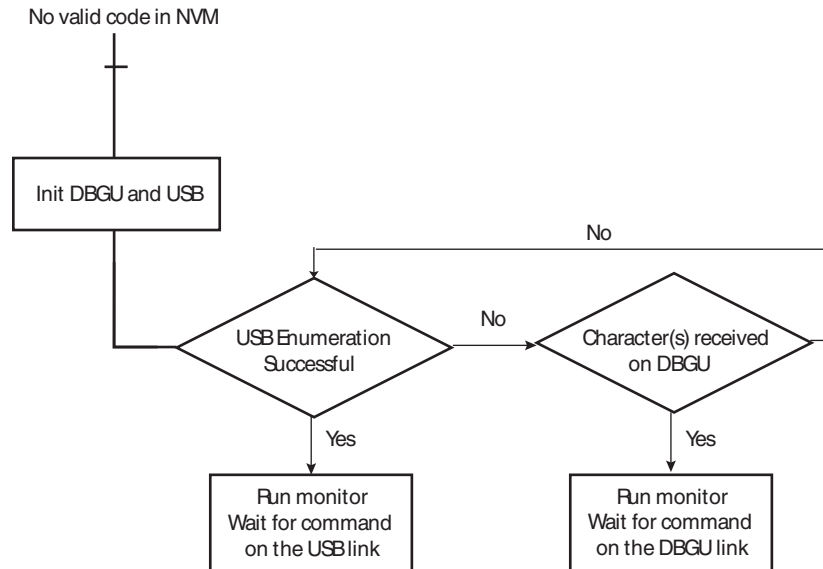 No valid code in NVM
Init DBGU and USB
No
USB Enumeration
Successful
No
Character(s) received
on DBGU
Yes
Yes
Run monitor
Wait for command
on the USB link
Run monitor
Wait for command
on the DBGU link